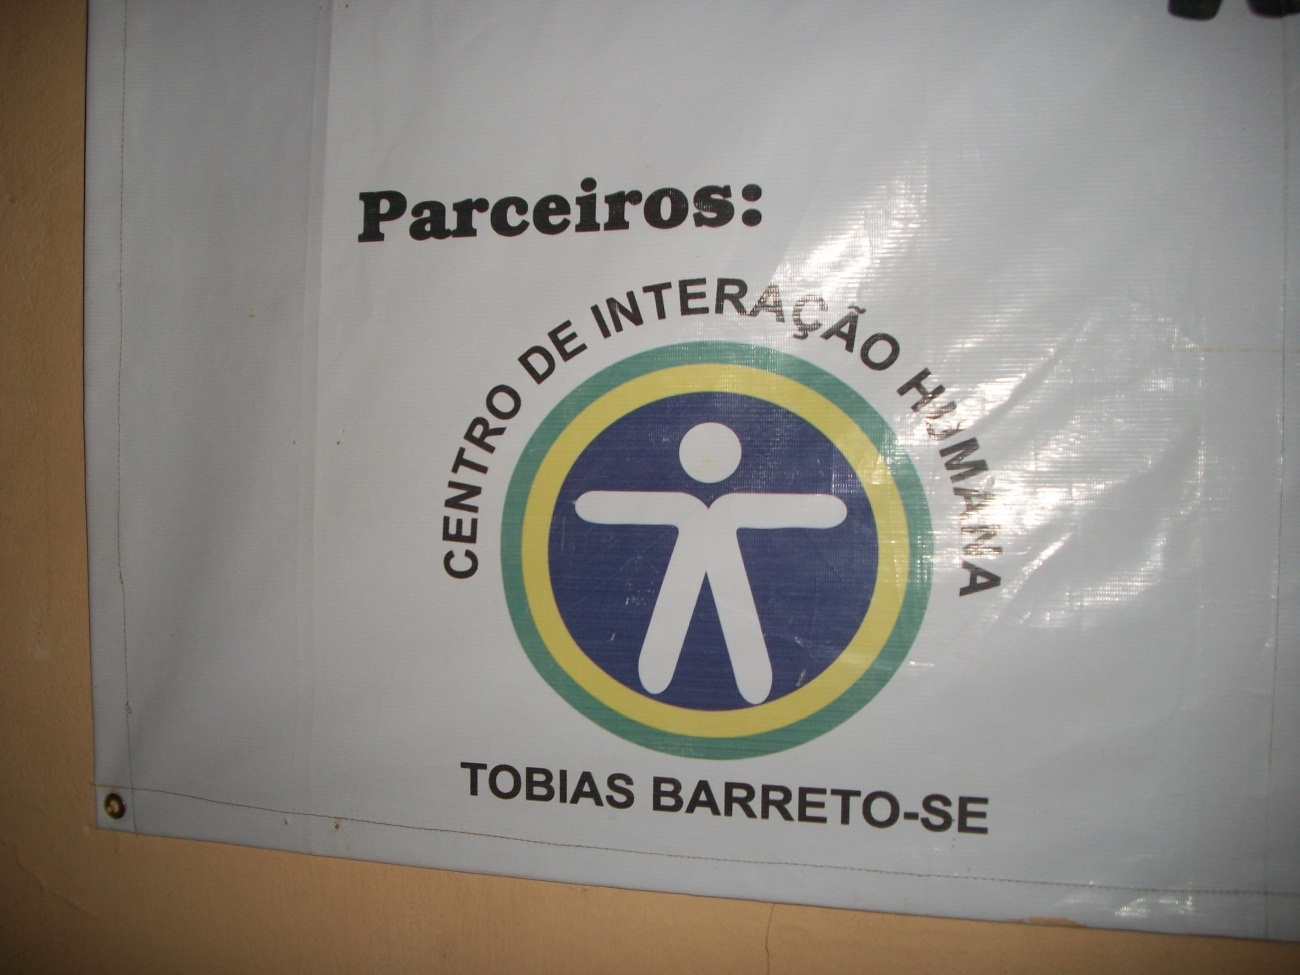 Parceiros:
CENTRO DE INTERAÇÃO HUMANA
TOBIAS BARRETO-SE